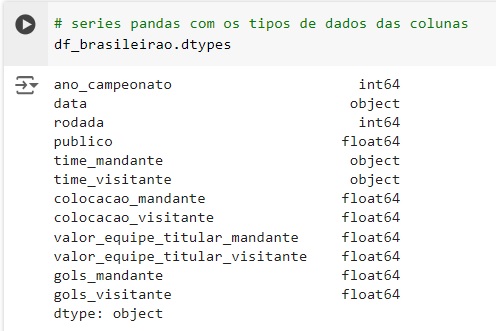 # series pandas com os tipos de dados das colunas
df_brasileirao.dtypes
ano_campeonato int64
data object
rodada int64
publico float64
time_mandante object
time_visitante object
colocacao_mandante float64
colocacao_visitante float64
valor_equipe_titular_mandante float64
valor_equipe_titular_visitante float64
gols_mandante float64
gols_visitante float64
dtype: object